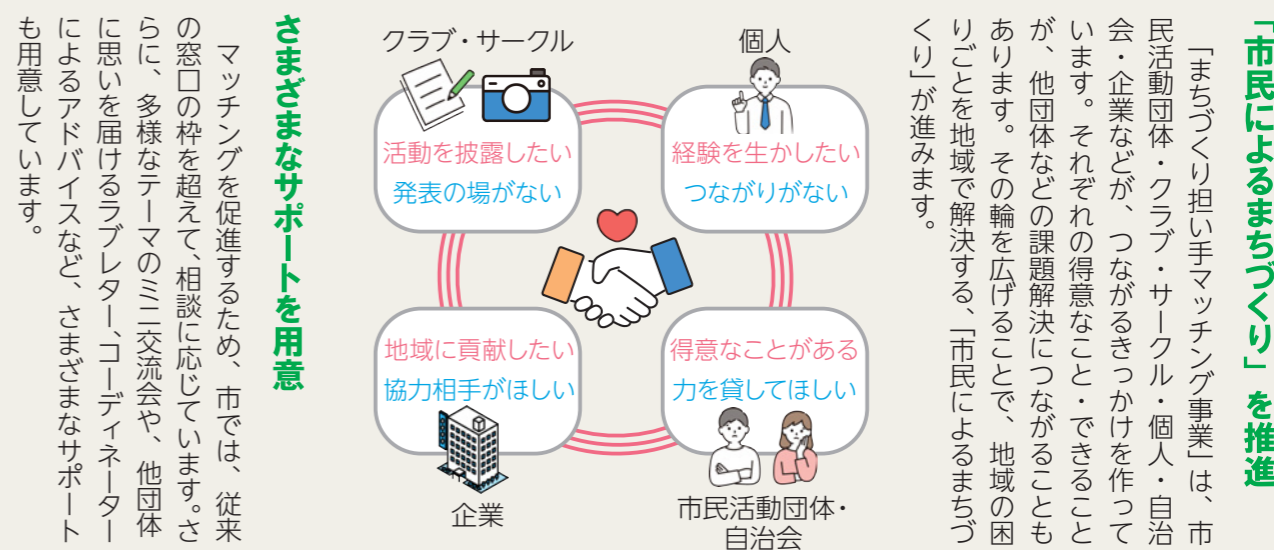 「市民によるまちづくり」を推進
「まちづくり担い手マッチング事業」は、市
民活動団体・クラブ・サークル・個人・自治
会・企業などが、つながるきっかけを作って
います。それぞれの得意なこと・できること
が、他団体などの課題解決につながることも
あります。その輪を広げることで、地域の困
りごとを地域で解決する、「市民によるまちづ
くり」が進みます。
クラブ・サークル
活動を披露したい
発表の場がない
個人
経験を生かしたい
つながりがない
地域に貢献したい
協力相手がほしい
企業
得意なことがある
力を貸してほしい
市民活動団体・
自治会
さまざまなサポートを用意
マッチングを促進するため、市では、従来
の窓口の枠を超えて、相談に応じています。さ
らに、多様なテーマのミニ交流会や、他団体
に思いを届けるラブレター、コーディネーター
によるアドバイスなど、さまざまなサポート
も用意しています。